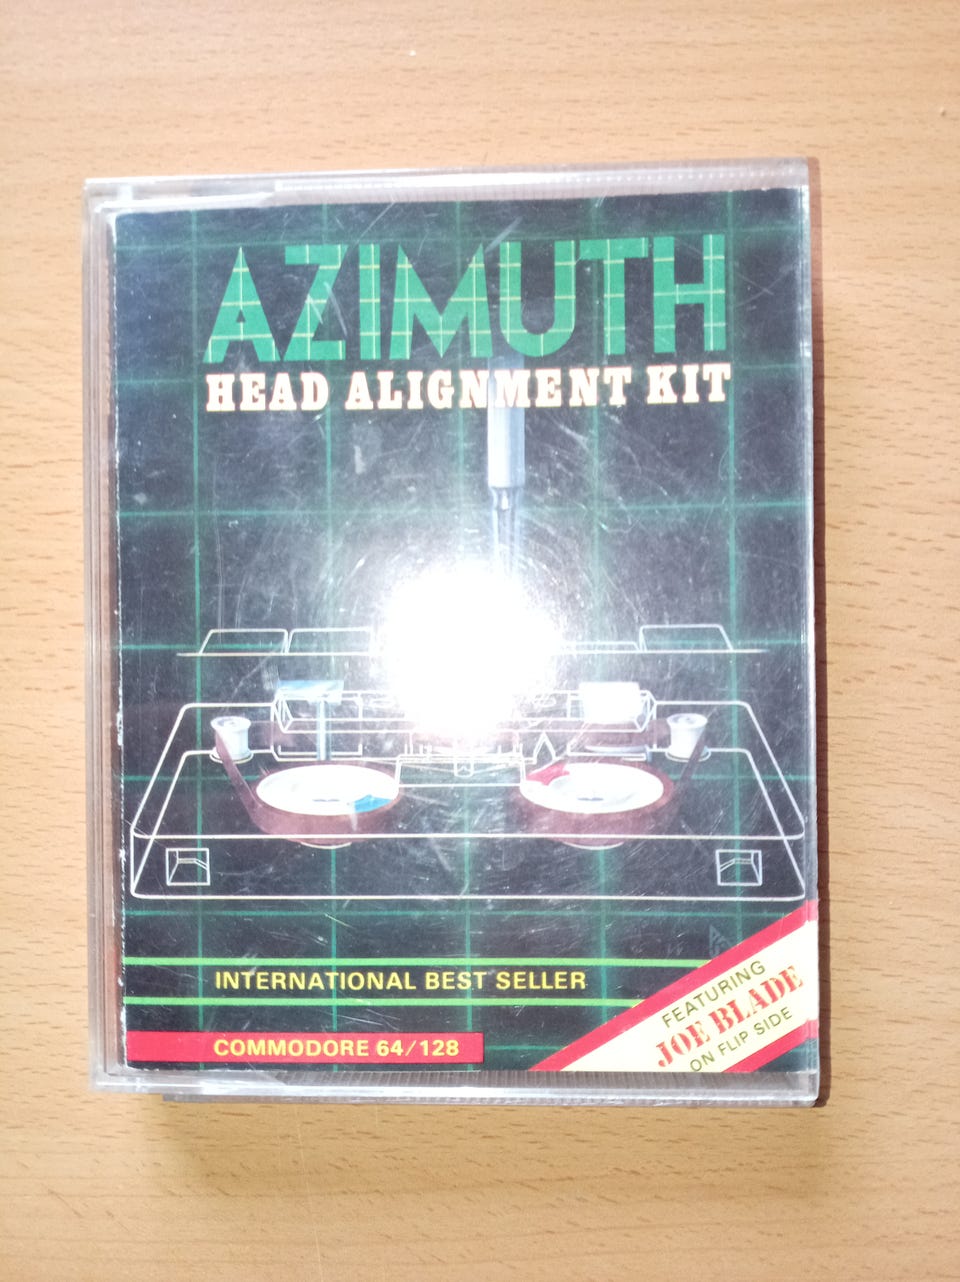 AZIMUTH
HEAD ALIGNMENT KIT
INTERNATIONAL BEST SELLER
COMMODORE 64/128
FEATURING
JOE BLADE
ON FLIP SIDE